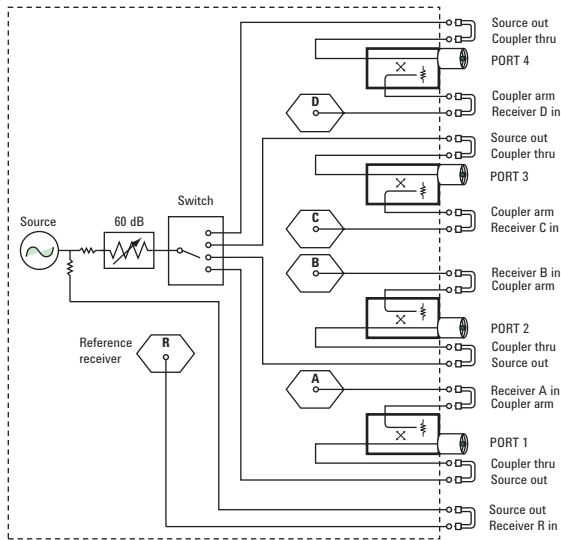 Source out
Coupler thru
PORT 4
D
Coupler arm
Receiver D in
Source out
Coupler thru
PORT 3
Switch
Source
60 dB
C
Coupler arm
Receiver C in
B
Receiver B in
Coupler arm
PORT 2
Reference
receiver
R
Coupler thru
Source out
A
Receiver A in
Coupler arm
PORT 1
Coupler thru
Source out
Source out
Receiver R in